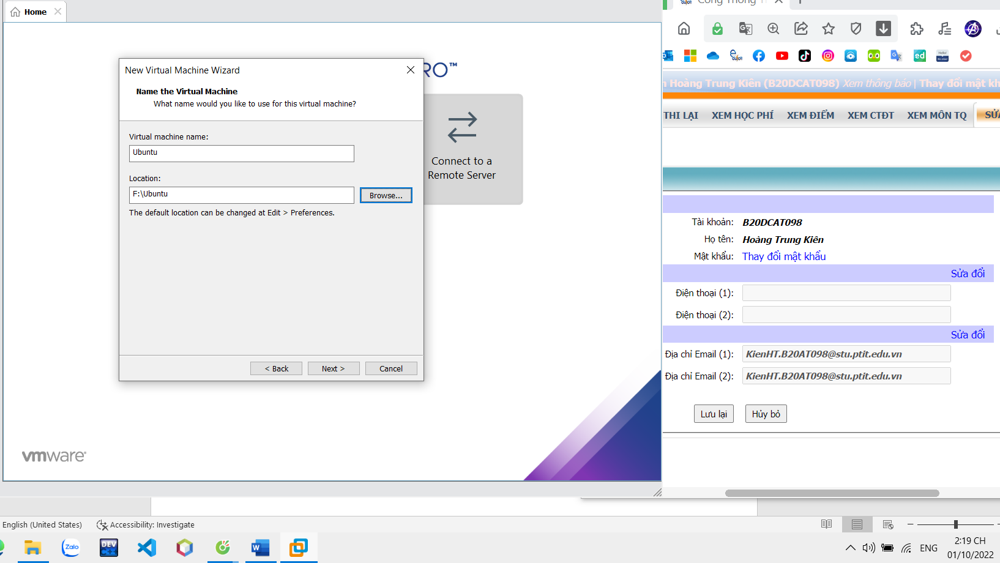 Home
New Virtual Machine Wizard
Name the Virtual Machine
What name would you like to use for this virtual machine?
Virtual machine name:
Ubuntu
Location:
F:\Ubuntu
Browse...
The default location can be changed at Edit > Preferences.
< Back
Next >
Cancel
RO™
Connect to a
Remote Server
vmware®
Hoàng Trung Kiên (B20DCAT098) Xem thông báo | Thay đổi mật
THI LẠI
XEM HỌC PHÍ
XEM ĐIỂM
XEM CTĐT
XEM MÔN TQ
Tài khoản: B20DCAT098
Họ tên: Hoàng Trung Kiên
Mật khẩu: Thay đổi mật khẩu
Sửa đổi
Điện thoại (1):
Điện thoại (2):
Sửa đổi
Địa chỉ Email (1): KienHT.B20AT098@stu.ptit.edu.vn
Địa chỉ Email (2): KienHT.B20AT098@stu.ptit.edu.vn
Lưu lại
Hủy bỏ
English (United States)
Accessibility: Investigate
Zalo
DEV
C++
W
ENG
2:19 CH
01/10/2022